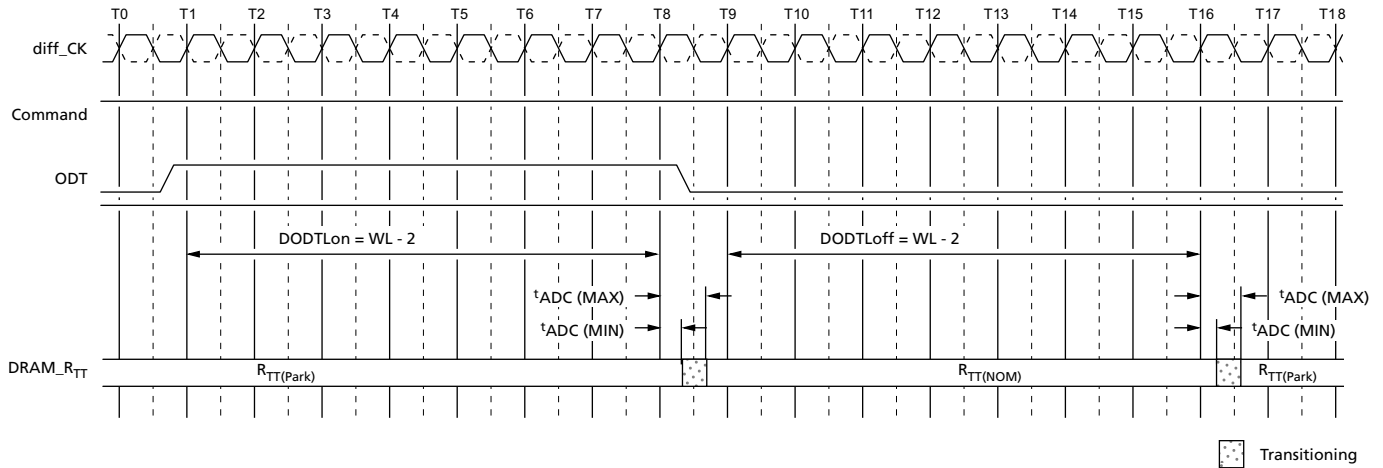 T0 T1 T2 T3 T4 T5 T6 T7 T8 T9 T10 T11 T12 T13 T14 T15 T16 T17 T18
diff_CK
Command
ODT
DODTLon = WL - 2 DODTLoff = WL - 2
tADC (MAX) tADC (MAX)
tADC (MIN) tADC (MIN)
DRAM_RTT RTT(Park) RTT(NOM) RTT(Park)
Transitioning